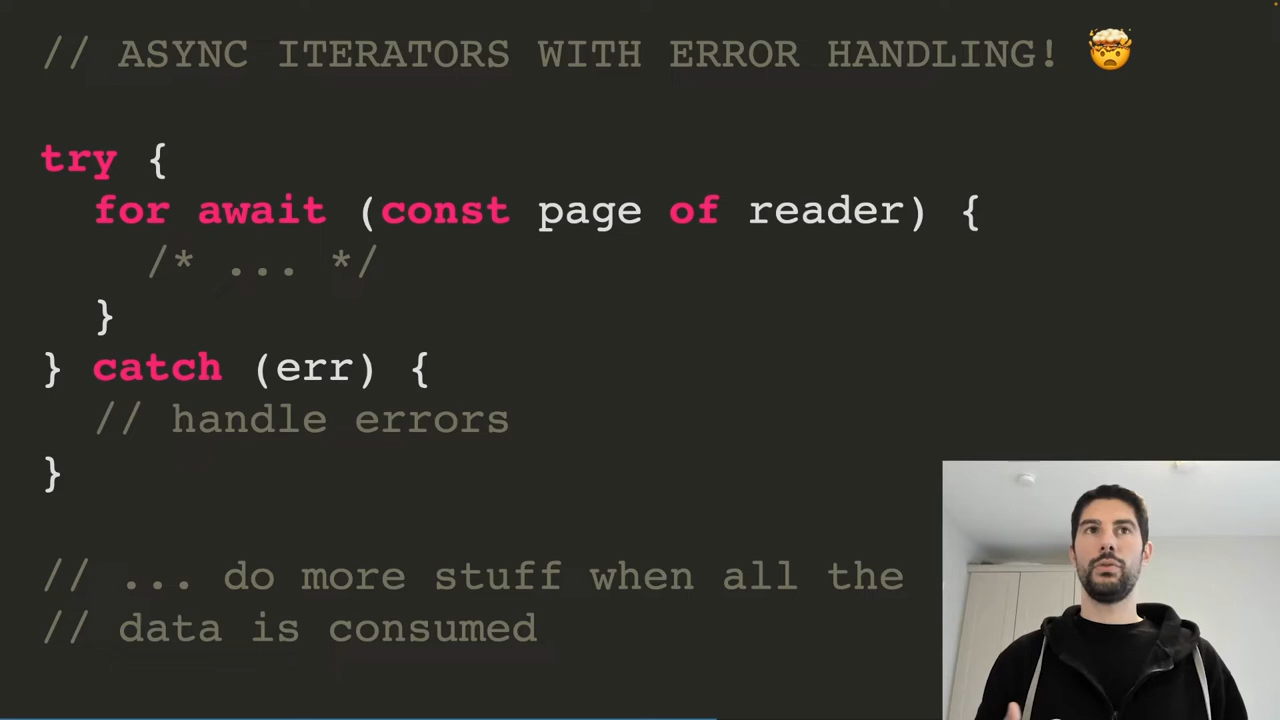 // ASYNC ITERATORS WITH ERROR HANDLING! 🤯
try {
for await (const page of reader) {
/* ... */
}
} catch (err) {
// handle errors
}
// ... do more stuff when all the
// data is consumed